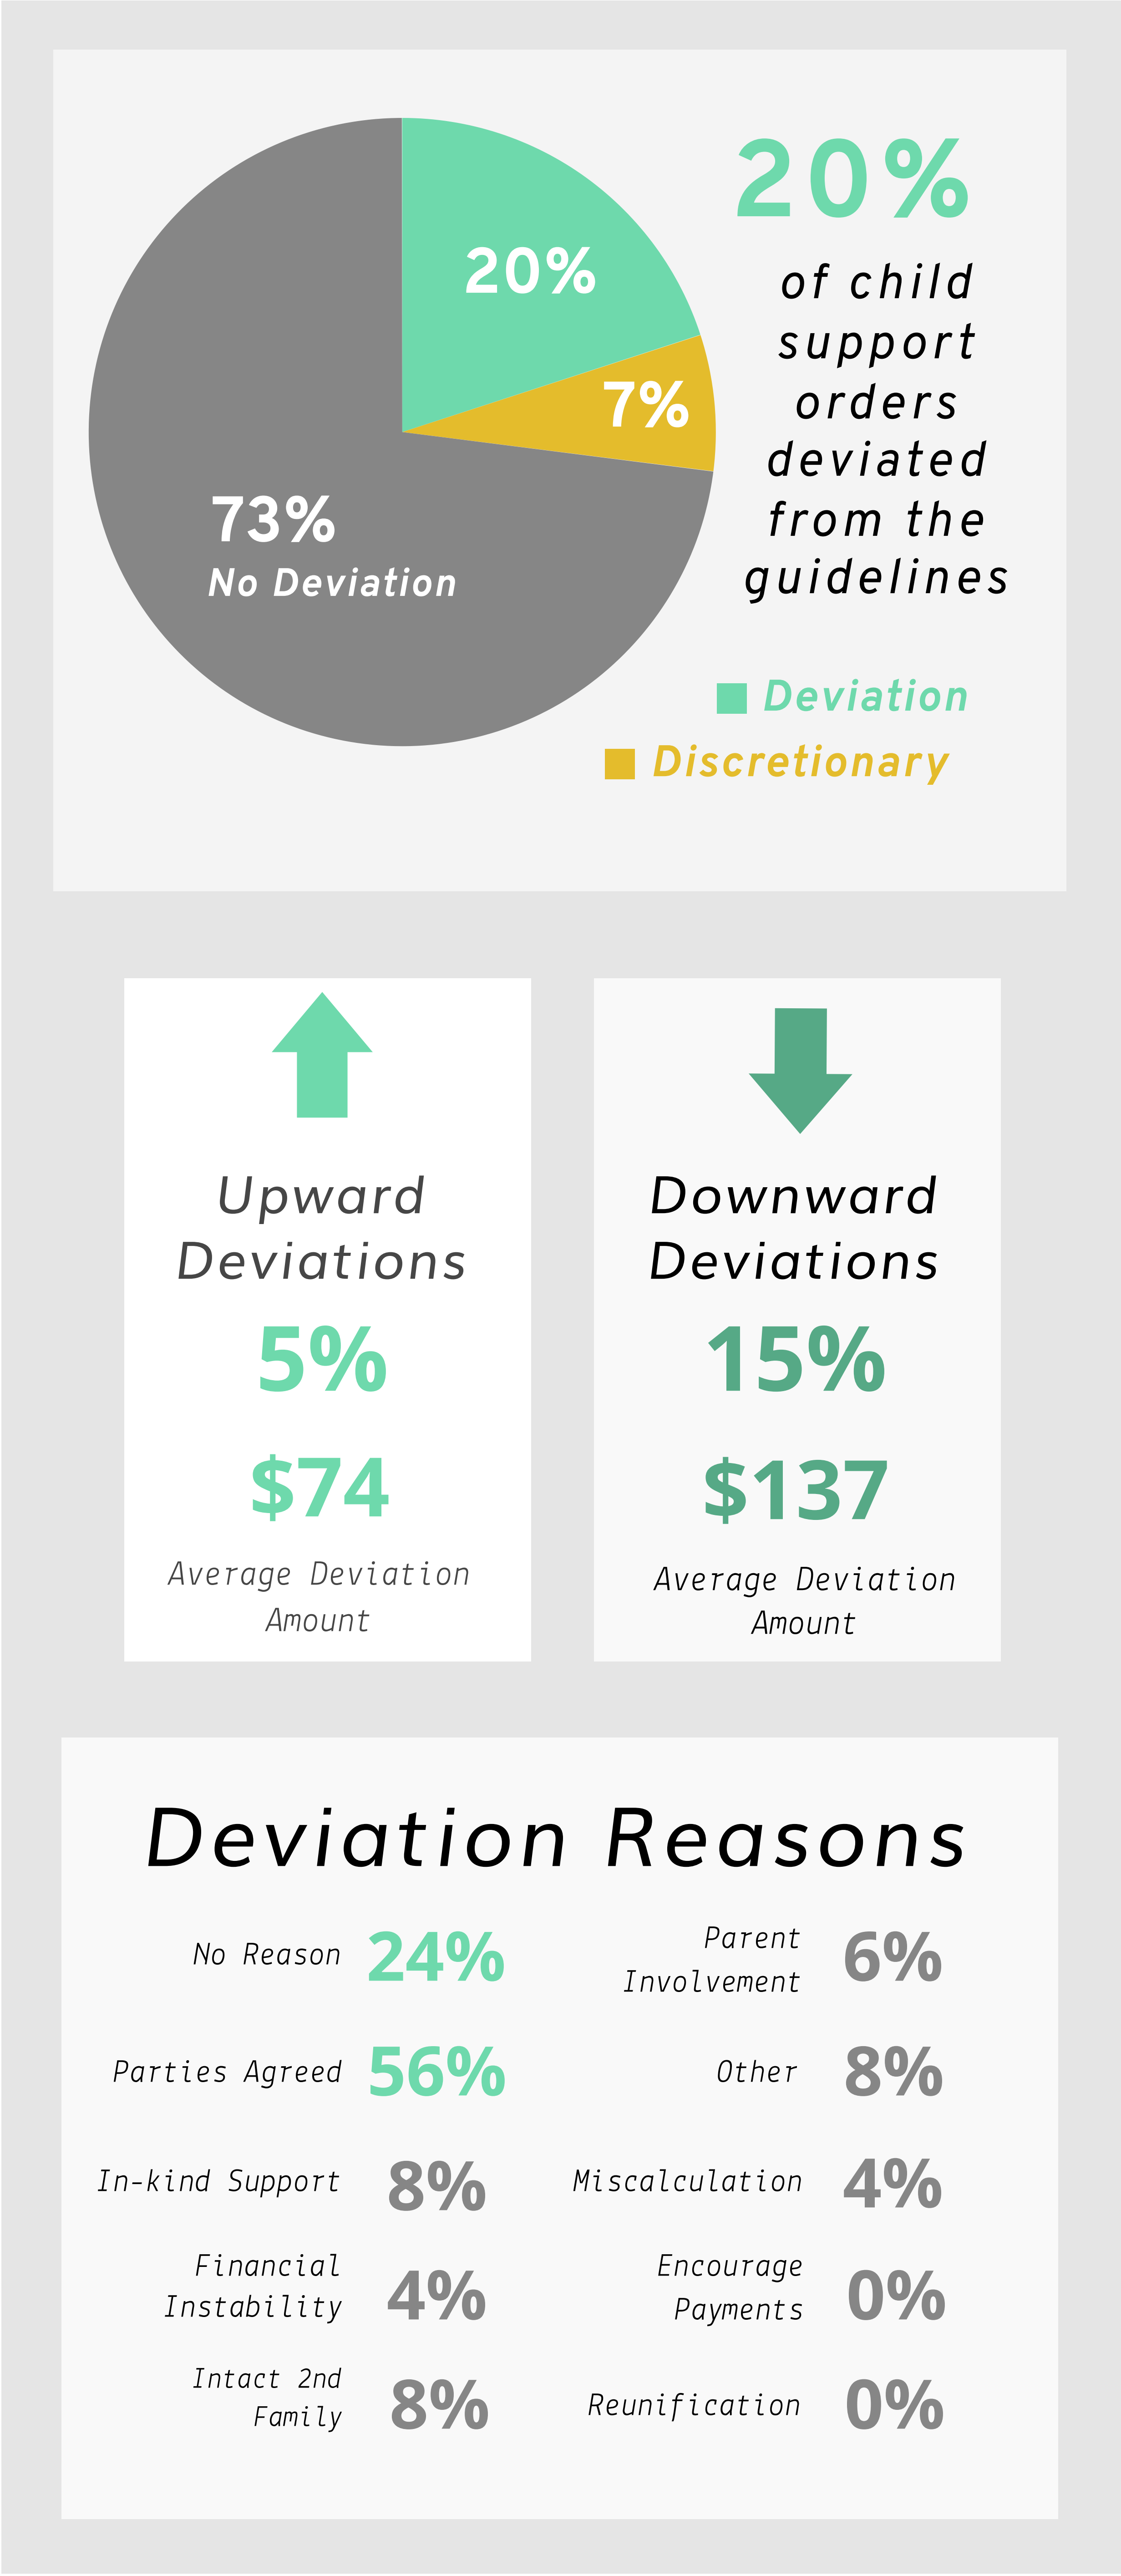 20%
of child
support
orders
deviated
from the
guidelines
20%
7%
73%
No Deviation
Deviation
Discretionary
Upward
Deviations
5%
$74
Average Deviation
Amount
Downward
Deviations
15%
$137
Average Deviation
Amount
Deviation Reasons
No Reason 24%
Parties Agreed 56%
In-kind Support 8%
Financial
Instability 4%
Intact 2nd
Family 8%
Parent
Involvement 6%
Other 8%
Miscalculation 4%
Encourage
Payments 0%
Reunification 0%